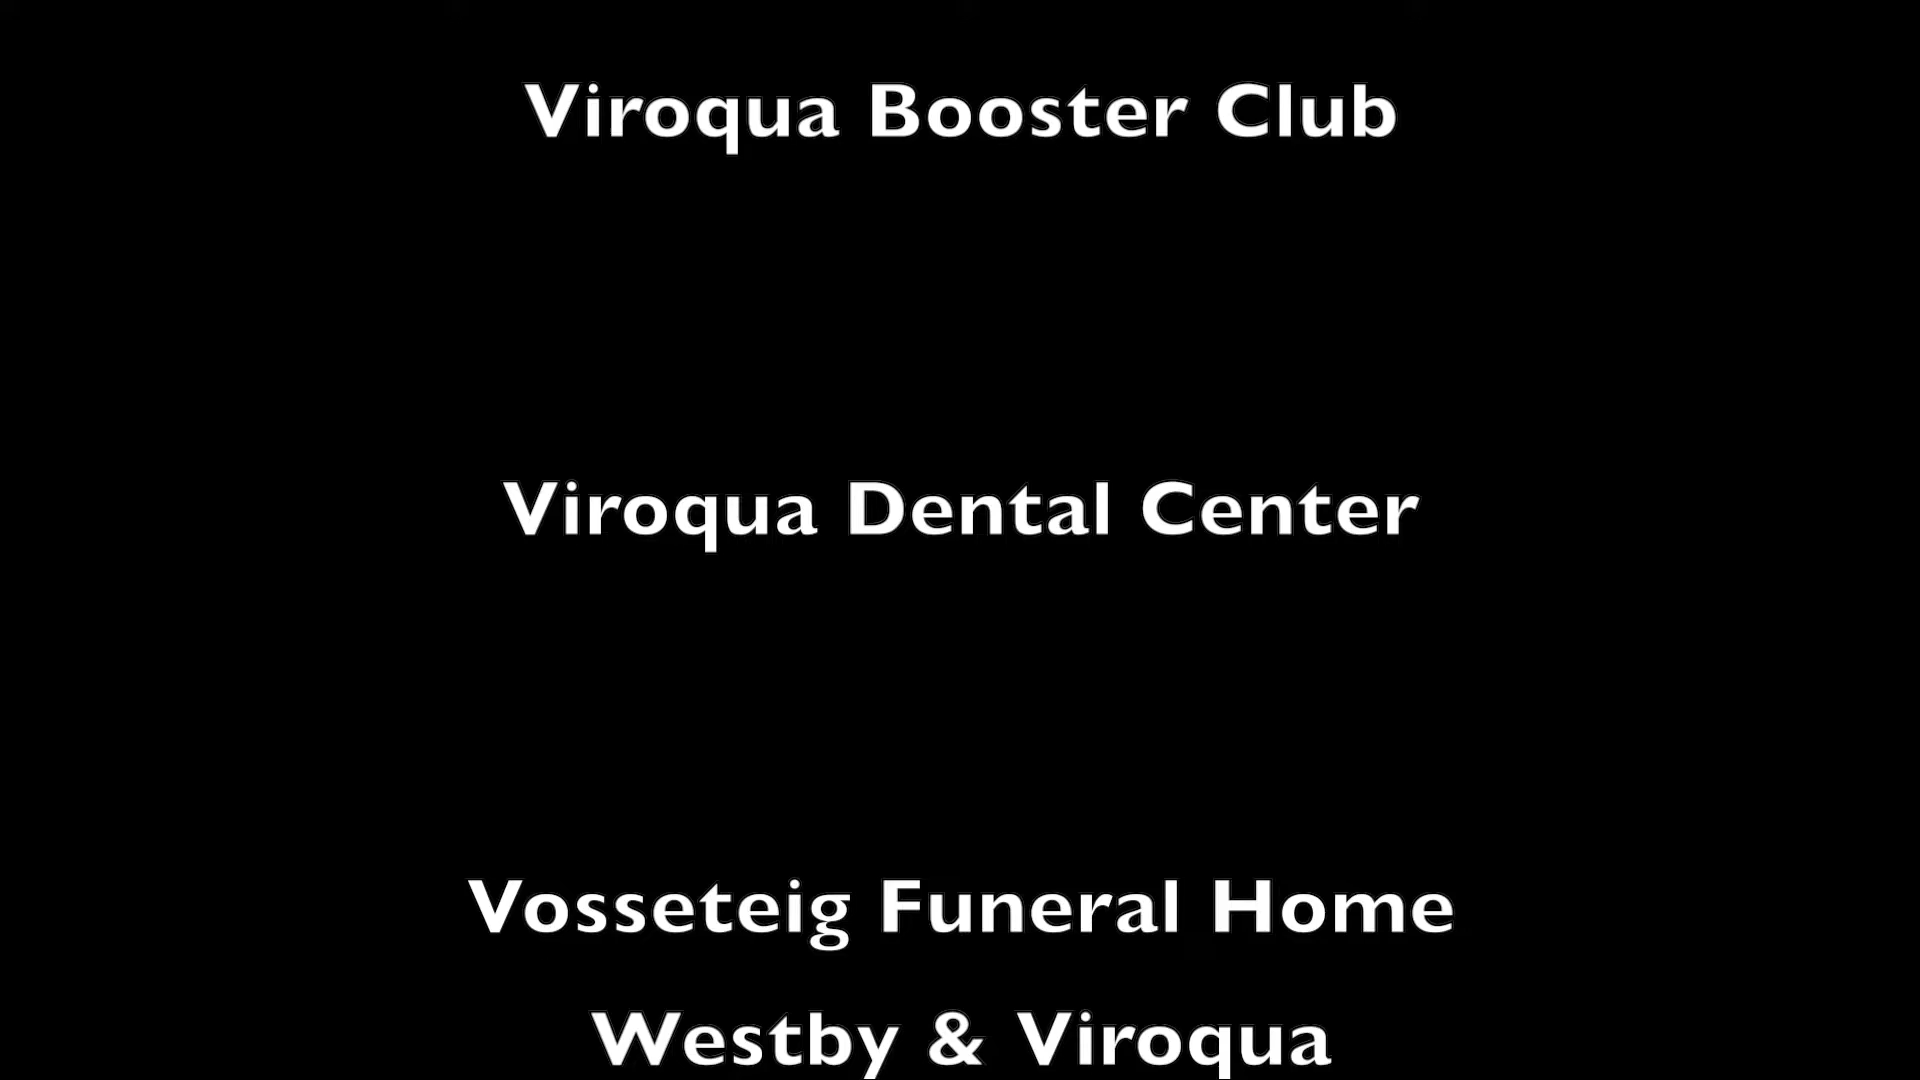 Viroqua Booster Club
Viroqua Dental Center
Vosseteig Funeral Home
Westby & Viroqua